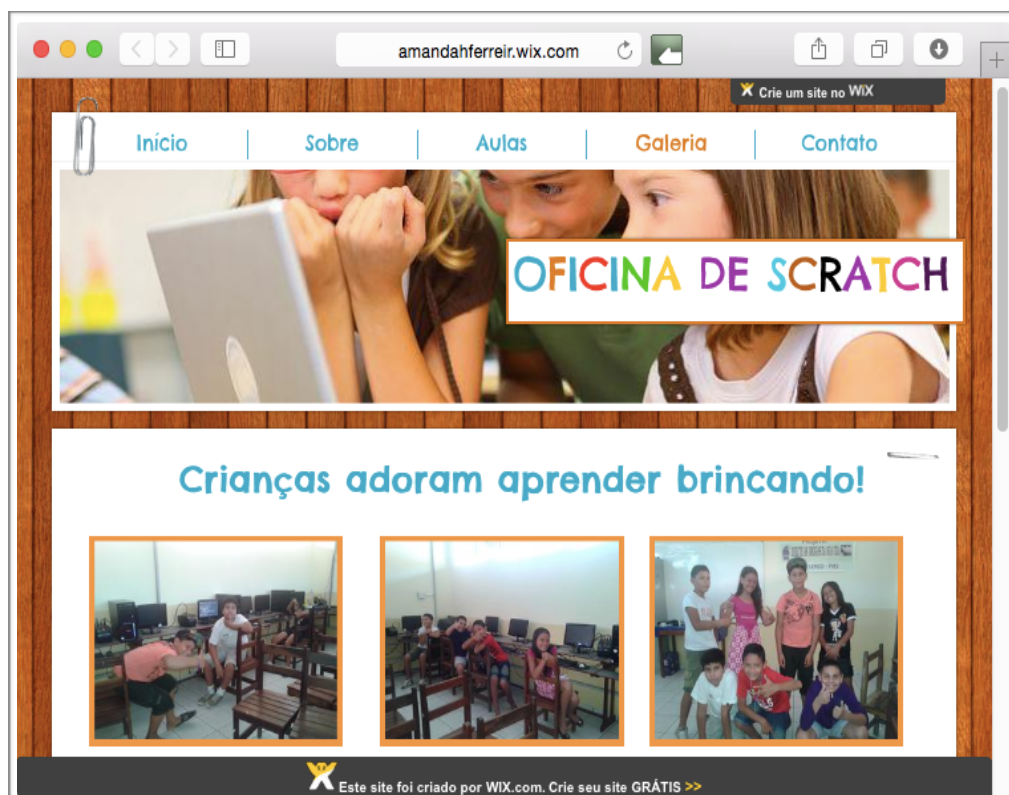 amandahferreir.wix.com
Crie um site no WiX
Início
Sobre
Aulas
Galeria
Contato
OFICINA DE SCRATCH
Crianças adoram aprender brincando!
Este site foi criado por WIX.com. Crie seu site GRÁTIS >>